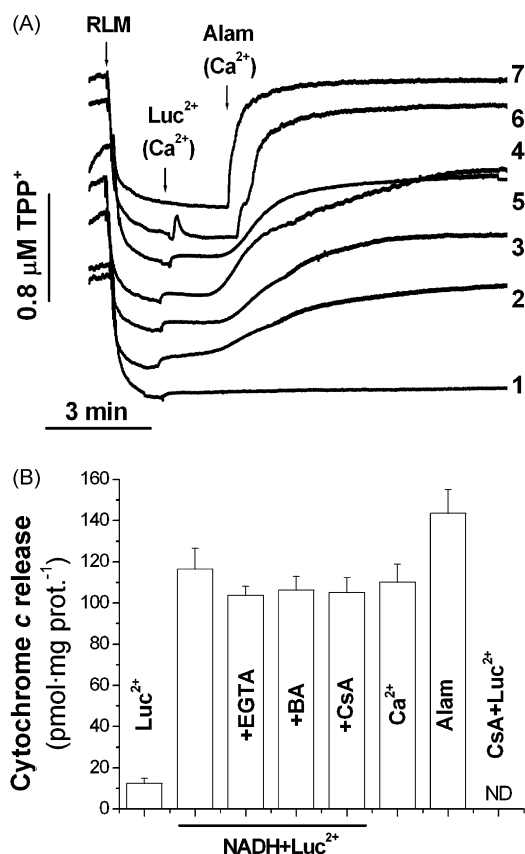 (A)
RLM
Alam
(Ca²⁺)
Luc²⁺
(Ca²⁺)
7
6
4
5
3
2
1
0.8 µM TPP⁺
3 min
(B)
Cytochrome c release
(pmol·mg prot.⁻¹)
160
140
120
100
80
60
40
20
0
Luc²⁺
+EGTA
+BA
+CsA
Ca²⁺
Alam
CsA+Luc²⁺
ND
NADH+Luc²⁺